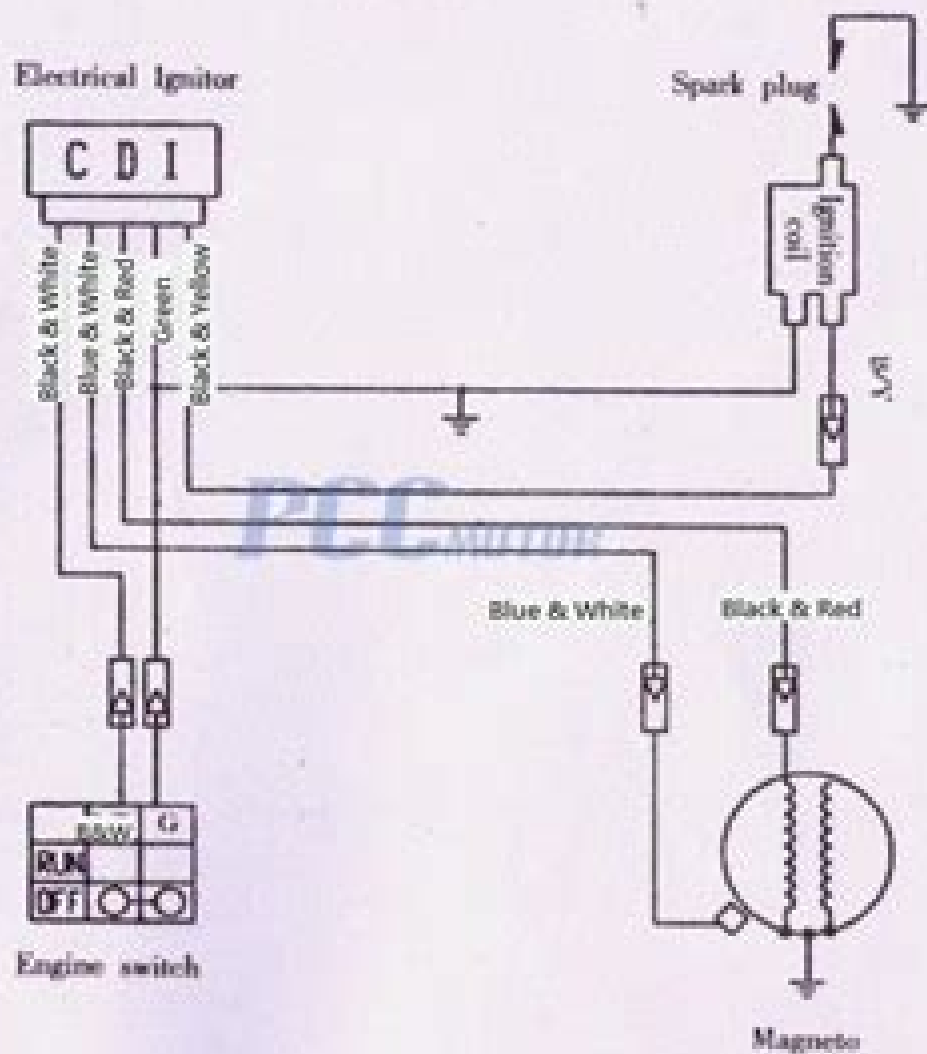 Electrical Ignitor
CDI
Spark plug
Ignition
coil
Black & White
Blue & White
Black & Red
Green
Black & Yellow
B/Y
PCC MOTOR
Blue & White
Black & Red
B&W G
RUN
OFF
Engine switch
Magneto